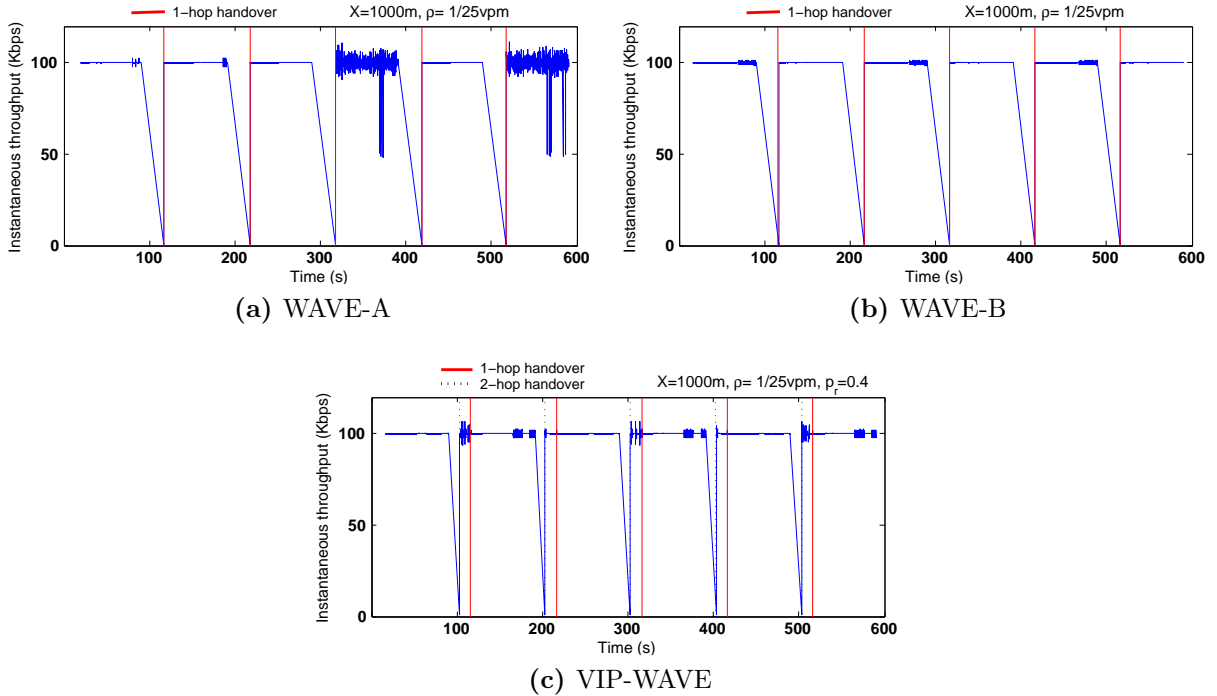 1−hop handover
X=1000m, ρ= 1/25vpm
Instantaneous throughput (Kbps)
100
50
0
100 200 300 400 500 600
Time (s)
(a) WAVE-A
1−hop handover
X=1000m, ρ= 1/25vpm
Instantaneous throughput (Kbps)
100
50
0
100 200 300 400 500 600
Time (s)
(b) WAVE-B
1−hop handover
2−hop handover
X=1000m, ρ= 1/25vpm, p_r=0.4
Instantaneous throughput (Kbps)
100
50
0
100 200 300 400 500 600
Time (s)
(c) VIP-WAVE